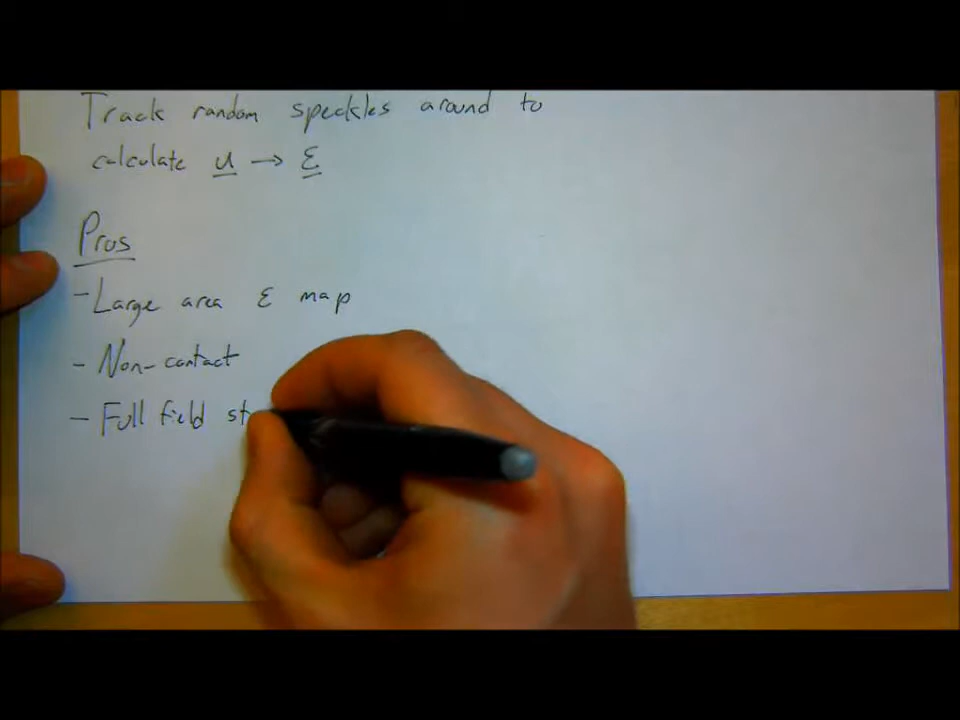 Track random speckles around to
calculate u → ε
Pros
- Large area ε map
- Non-contact
- Full field st